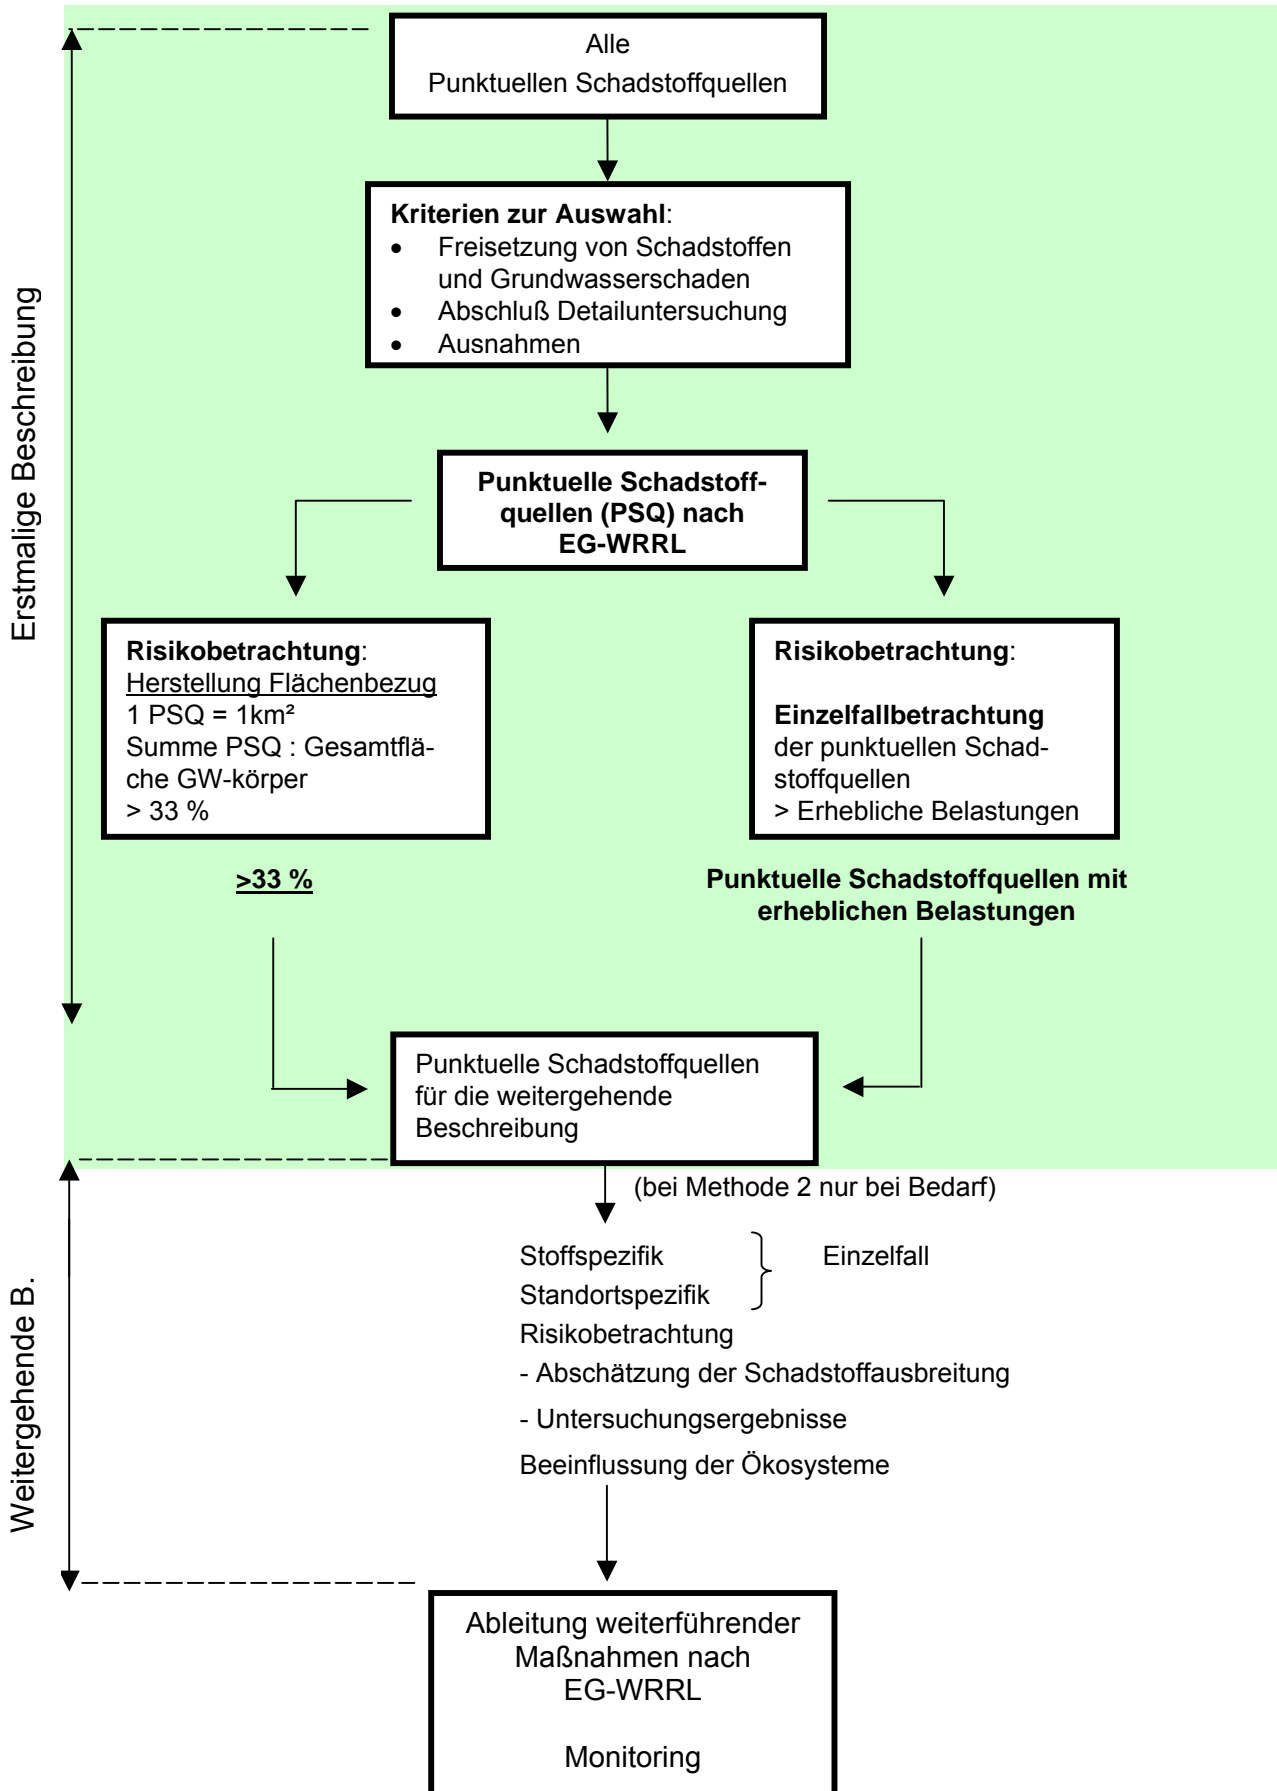 Alle
Punktuellen Schadstoffquellen
Kriterien zur Auswahl:
• Freisetzung von Schadstoffen
und Grundwasserschaden
• Abschluß Detailuntersuchung
• Ausnahmen
Erstmalige Beschreibung
Punktuelle Schadstoff-
quellen (PSQ) nach
EG-WRRL
Risikobetrachtung:
Herstellung Flächenbezug
1 PSQ = 1km²
Summe PSQ : Gesamtflä-
che GW-körper
> 33 %
Risikobetrachtung:
Einzelfallbetrachtung
der punktuellen Schad-
stoffquellen
> Erhebliche Belastungen
>33 %
Punktuelle Schadstoffquellen mit
erheblichen Belastungen
Punktuelle Schadstoffquellen
für die weitergehende
Beschreibung
(bei Methode 2 nur bei Bedarf)
Weitergehende B.
Stoffspezifik
Standortspezifik
Einzelfall
Risikobetrachtung
- Abschätzung der Schadstoffausbreitung
- Untersuchungsergebnisse
Beeinflussung der Ökosysteme
Ableitung weiterführender
Maßnahmen nach
EG-WRRL
Monitoring